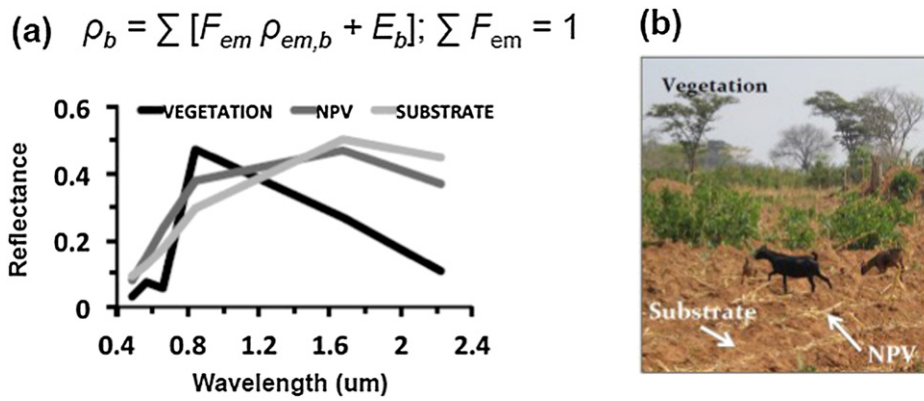 (a) ρb = ∑ [Fem ρem,b + Eb]; ∑ Fem = 1
VEGETATION NPV SUBSTRATE
0.6
0.4
0.2
0
Reflectance
0.4 0.8 1.2 1.6 2 2.4
Wavelength (um)
(b)
Vegetation
Substrate
NPV